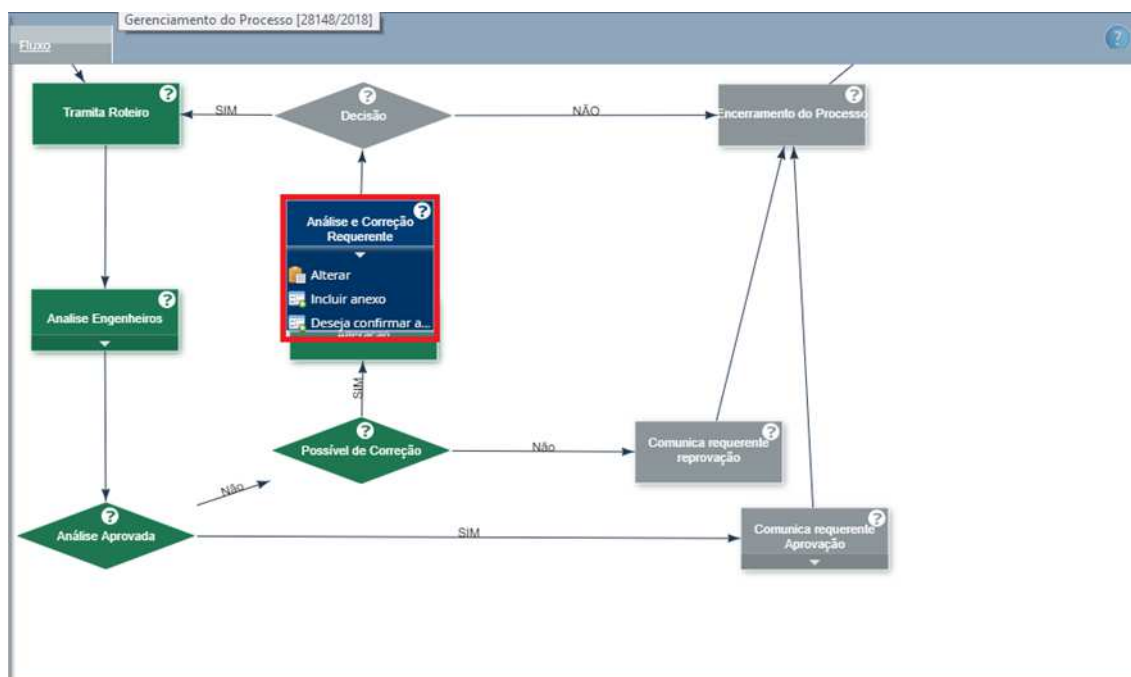 Gerenciamento do Processo [28148/2018]
Fluxo
?
?
Tramita Roteiro
SIM
?
Decisão
NÃO
?
Encerramento do Processo
?
Análise e Correção
Requerente
Alterar
Incluir anexo
Deseja confirmar a...
?
Analise Engenheiros
SIM
?
Possível de Correção
Não
?
Comunica requerente
reprovação
Não
?
Análise Aprovada
SIM
?
Comunica requerente
Aprovação